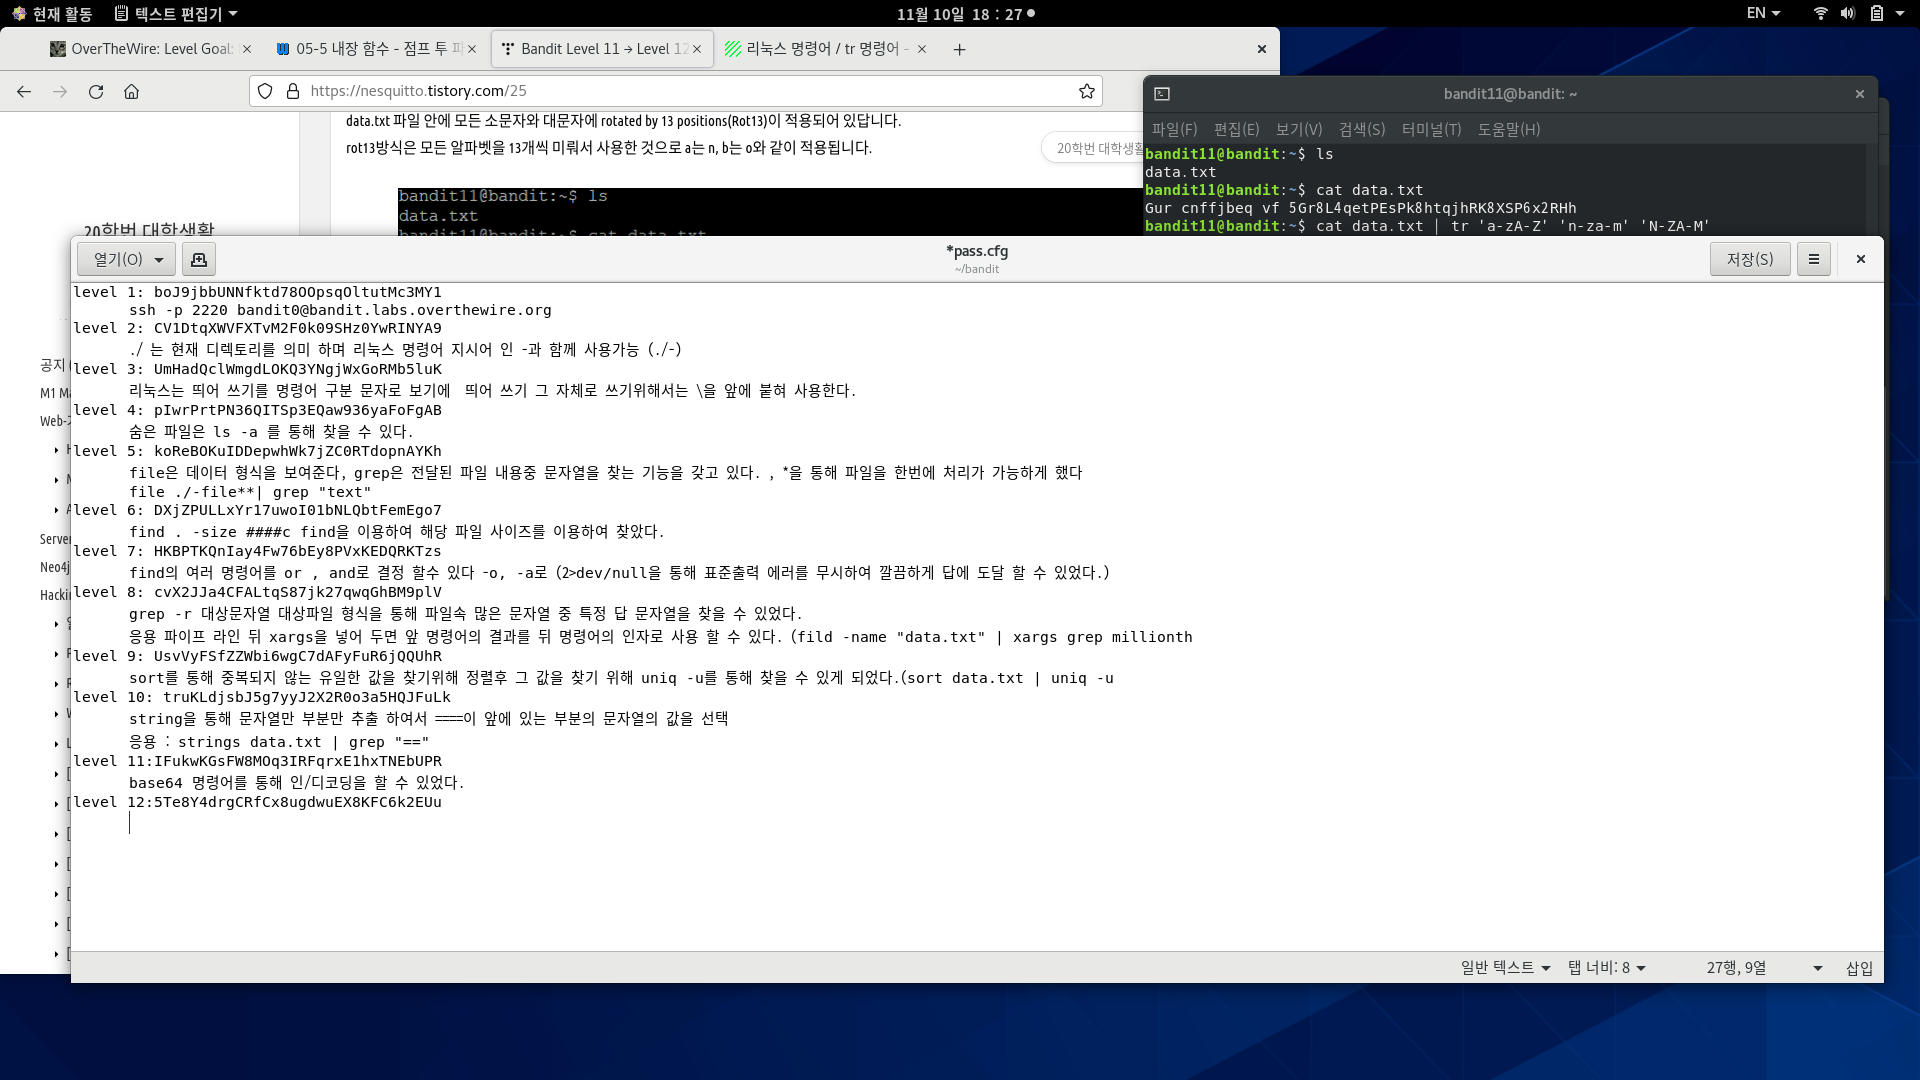 현재 활동 텍스트 편집기 11월 10일 18 : 27 EN
OverTheWire: Level Goal: 05-5 내장 함수 - 점프 투 파 Bandit Level 11 → Level 12 리눅스 명령어 / tr 명령어 -
https://nesquitto.tistory.com/25
data.txt 파일 안에 모든 소문자와 대문자에 rotated by 13 positions(Rot13)이 적용되어 있답니다.
rot13방식은 모든 알파벳을 13개씩 미뤄서 사용한 것으로 a는 n, b는 o와 같이 적용됩니다.
20학번 대학생활
bandit11@bandit:~$ ls
data.txt
bandit11@bandit:~$ cat data.txt
20학번 대학생활
공지
M1 Ma
Web-
Server
Neo4j
Hackin
bandit11@bandit: ~
파일(F) 편집(E) 보기(V) 검색(S) 터미널(T) 도움말(H)
bandit11@bandit:~$ ls
data.txt
bandit11@bandit:~$ cat data.txt
Gur cnffjbeq vf 5Gr8L4qetPEsPk8htqjhRK8XSP6x2RHh
bandit11@bandit:~$ cat data.txt | tr 'a-zA-Z' 'n-za-m' 'N-ZA-M'
열기(O) *pass.cfg 저장(S)
~/bandit
level 1: boJ9jbbUNNfktd78OOpsqOltutMc3MY1
ssh -p 2220 bandit0@bandit.labs.overthewire.org
level 2: CV1DtqXWVFXTvM2F0k09SHz0YwRINYA9
./ 는 현재 디렉토리를 의미 하며 리눅스 명령어 지시어 인 -과 함께 사용가능 (./-)
level 3: UmHadQclWmgdLOKQ3YNgjWxGoRMb5luK
리눅스는 띄어 쓰기를 명령어 구분 문자로 보기에 띄어 쓰기 그 자체로 쓰기위해서는 \을 앞에 붙혀 사용한다.
level 4: pIwrPrtPN36QITSp3EQaw936yaFoFgAB
숨은 파일은 ls -a 를 통해 찾을 수 있다.
level 5: koReBOKuIDDepwhWk7jZC0RTdopnAYKh
file은 데이터 형식을 보여준다, grep은 전달된 파일 내용중 문자열을 찾는 기능을 갖고 있다. , *을 통해 파일을 한번에 처리가 가능하게 했다
file ./-file**| grep "text"
level 6: DXjZPULLxYr17uwoI01bNLQbtFemEgo7
find . -size ####c find을 이용하여 해당 파일 사이즈를 이용하여 찾았다.
level 7: HKBPTKQnIay4Fw76bEy8PVxKEDQRKTzs
find의 여러 명령어를 or , and로 결정 할수 있다 -o, -a로 (2>dev/null을 통해 표준출력 에러를 무시하여 깔끔하게 답에 도달 할 수 있었다.)
level 8: cvX2JJa4CFALtqS87jk27qwqGhBM9plV
grep -r 대상문자열 대상파일 형식을 통해 파일속 많은 문자열 중 특정 답 문자열을 찾을 수 있었다.
응용 파이프 라인 뒤 xargs을 넣어 두면 앞 명령어의 결과를 뒤 명령어의 인자로 사용 할 수 있다. (fild -name "data.txt" | xargs grep millionth
level 9: UsvVyFSfZZWbi6wgC7dAFyFuR6jQQUhR
sort를 통해 중복되지 않는 유일한 값을 찾기위해 정렬후 그 값을 찾기 위해 uniq -u를 통해 찾을 수 있게 되었다.(sort data.txt | uniq -u
level 10: truKLdjsbJ5g7yyJ2X2R0o3a5HQJFuLk
string을 통해 문자열만 부분만 추출 하여서 ====이 앞에 있는 부분의 문자열의 값을 선택
응용 : strings data.txt | grep "=="
level 11:IFukwKGsFW8MOq3IRFqrxE1hxTNEbUPR
base64 명령어를 통해 인/디코딩을 할 수 있었다.
level 12:5Te8Y4drgCRfCx8ugdwuEX8KFC6k2EUu
일반 텍스트 탭 너비: 8 27행, 9열 삽입